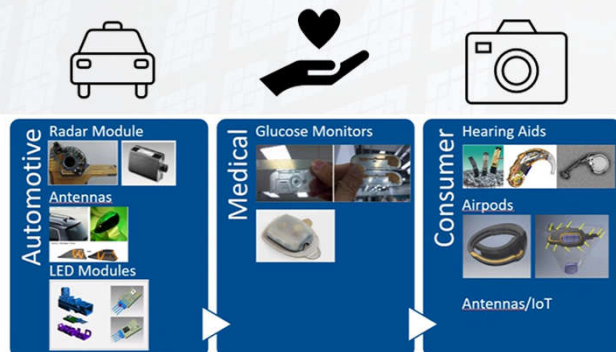 Automotive
Radar Module
Antennas
LED Modules
Medical
Glucose Monitors
Consumer
Hearing Aids
Airpods
Antennas/IoT